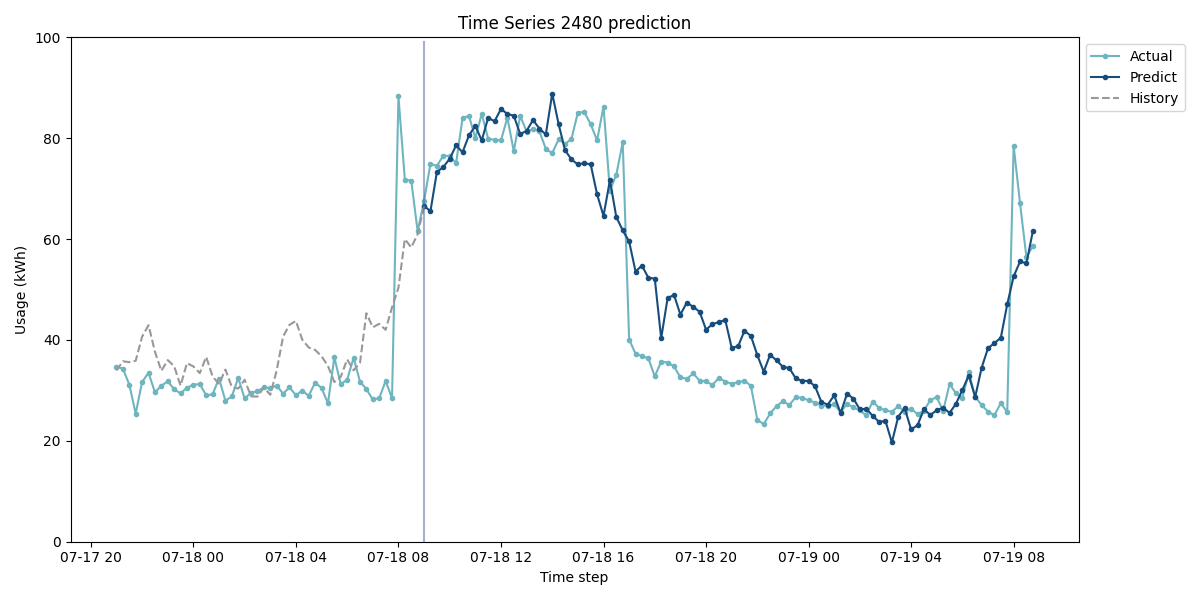 Time Series 2480 prediction
Usage (kWh)
100
80
60
40
20
0
07-17 20
07-18 00
07-18 04
07-18 08
07-18 12
07-18 16
07-18 20
07-19 00
07-19 04
07-19 08
Time step
Actual
Predict
History